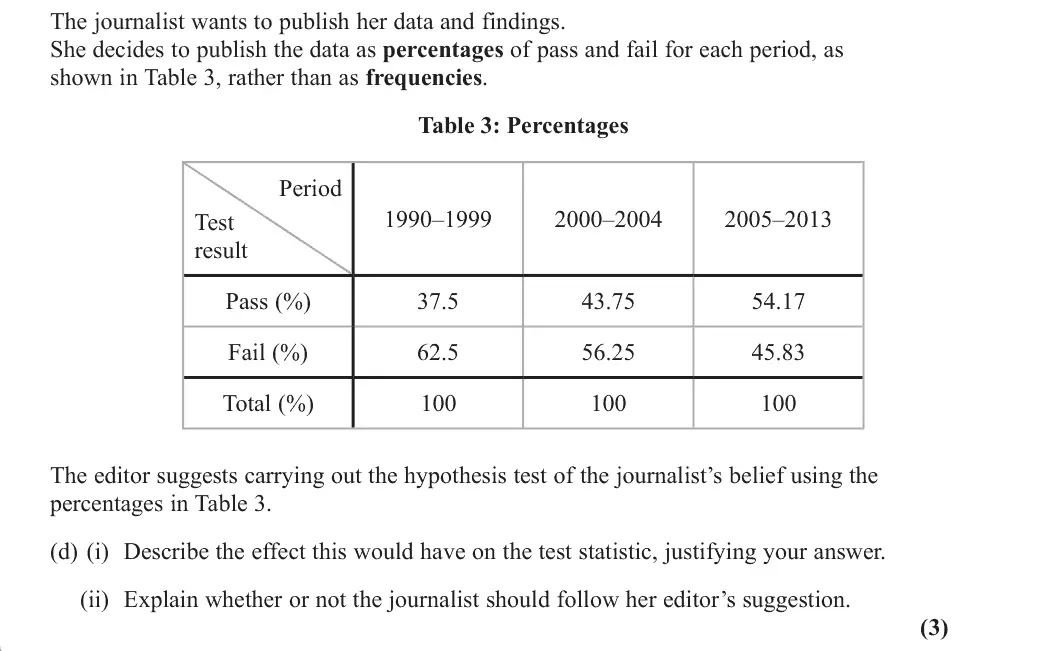 The journalist wants to publish her data and findings.
She decides to publish the data as percentages of pass and fail for each period, as
shown in Table 3, rather than as frequencies.
Table 3: Percentages
Period
Test
result
1990–1999
2000–2004
2005–2013
Pass (%)
37.5
43.75
54.17
Fail (%)
62.5
56.25
45.83
Total (%)
100
100
100
The editor suggests carrying out the hypothesis test of the journalist’s belief using the
percentages in Table 3.
(d) (i) Describe the effect this would have on the test statistic, justifying your answer.
(ii) Explain whether or not the journalist should follow her editor’s suggestion.
(3)